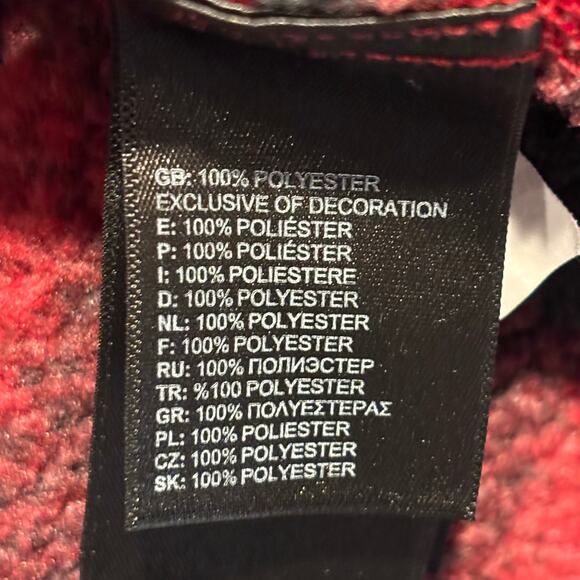 GB: 100% POLYESTER
EXCLUSIVE OF DECORATION
E: 100% POLIÉSTER
P: 100% POLIÉSTER
I: 100% POLIESTERE
D: 100% POLYESTER
NL: 100% POLYESTER
F: 100% POLYESTER
RU: 100% ПОЛИЭСТЕР
TR: %100 POLYESTER
GR: 100% ΠΟΛΥΕΣΤΕΡΑΣ
PL: 100% POLIESTER
CZ: 100% POLYESTER
SK: 100% POLYESTER